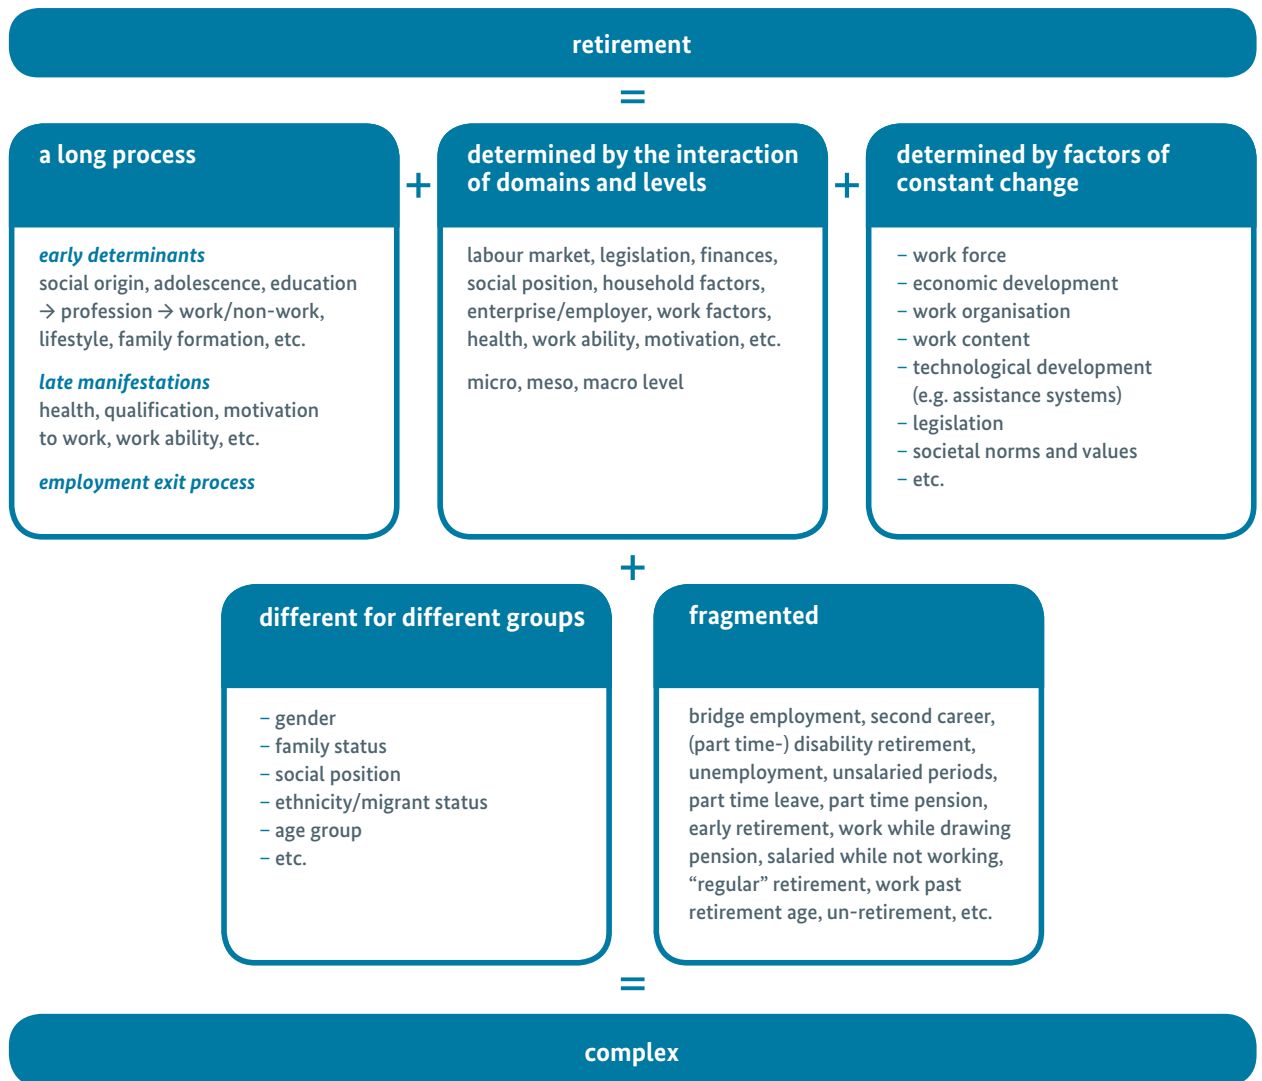 retirement
=
a long process
early determinants
social origin, adolescence, education
→ profession → work/non-work,
lifestyle, family formation, etc.
late manifestations
health, qualification, motivation
to work, work ability, etc.
employment exit process
+
determined by the interaction
of domains and levels
labour market, legislation, finances,
social position, household factors,
enterprise/employer, work factors,
health, work ability, motivation, etc.
micro, meso, macro level
+
determined by factors of
constant change
– work force
– economic development
– work organisation
– work content
– technological development
(e.g. assistance systems)
– legislation
– societal norms and values
– etc.
+
different for different groups
– gender
– family status
– social position
– ethnicity/migrant status
– age group
– etc.
fragmented
bridge employment, second career,
(part time-) disability retirement,
unemployment, unsalaried periods,
part time leave, part time pension,
early retirement, work while drawing
pension, salaried while not working,
“regular” retirement, work past
retirement age, un-retirement, etc.
=
complex